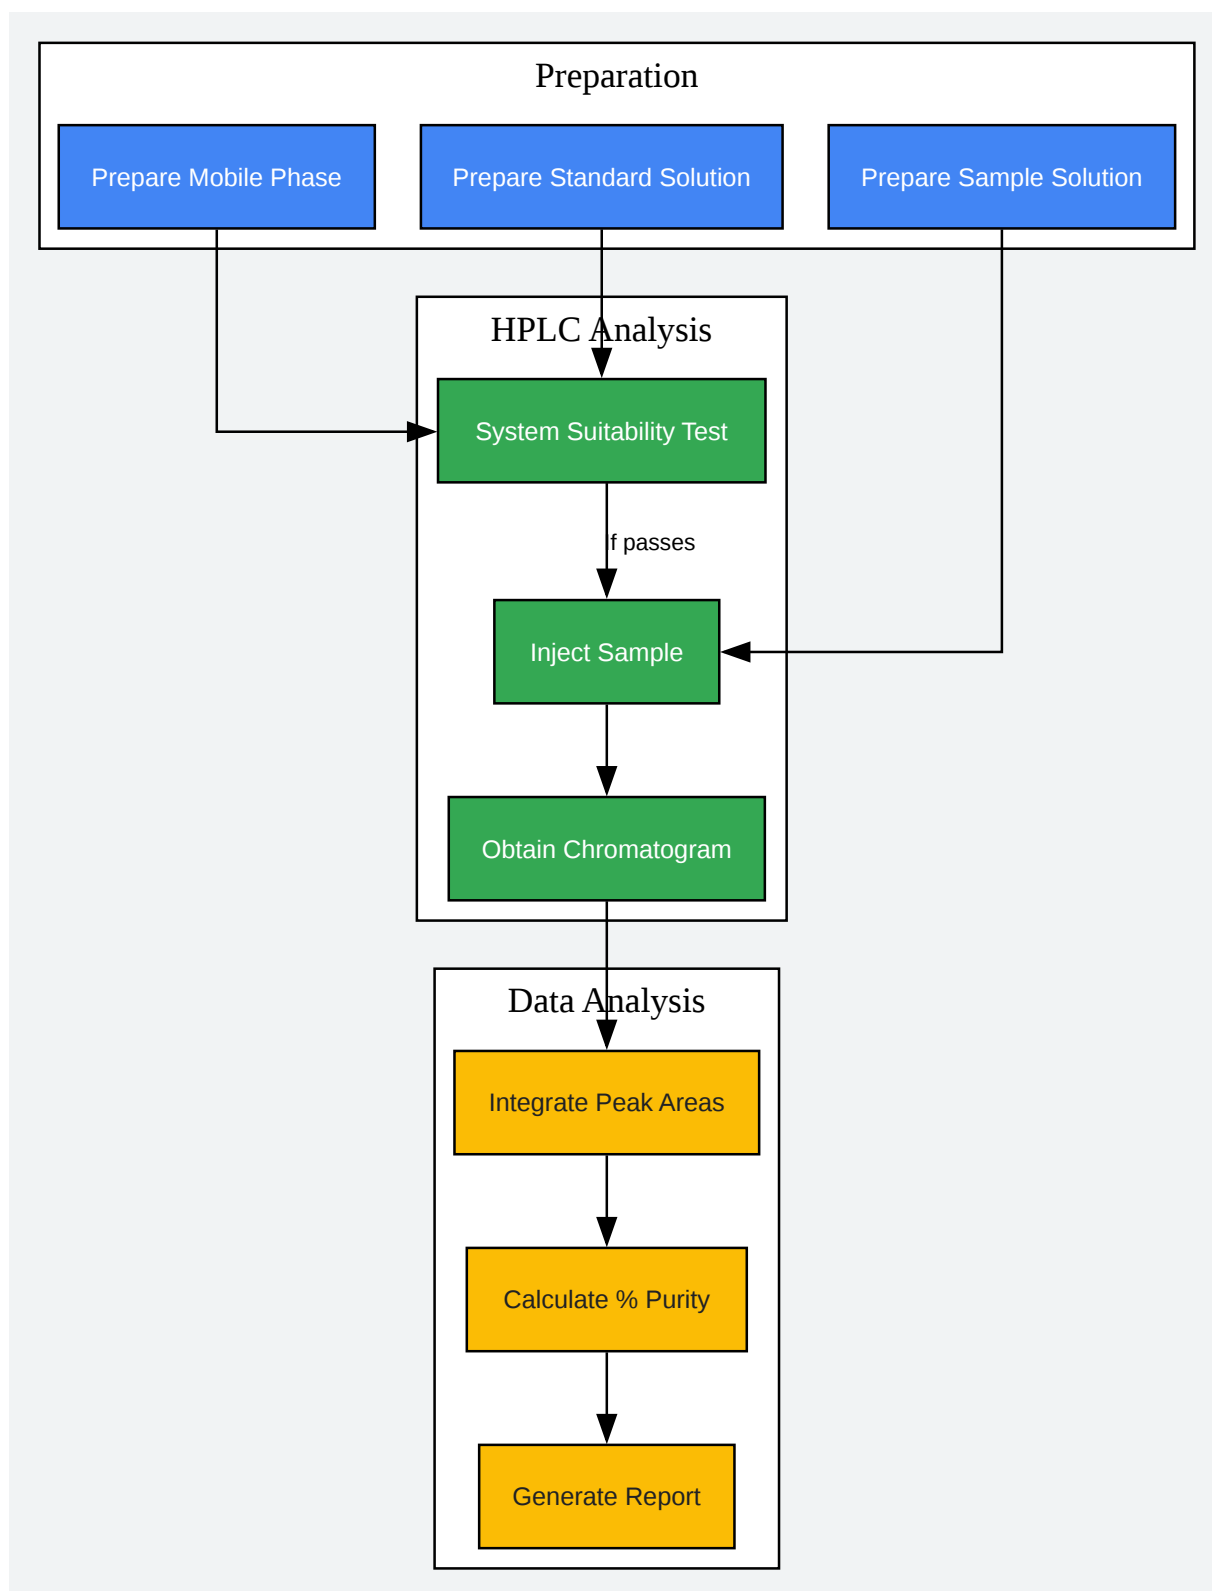 Preparation
Prepare Mobile Phase
Prepare Standard Solution
Prepare Sample Solution
HPLC Analysis
System Suitability Test
If passes
Inject Sample
Obtain Chromatogram
Data Analysis
Integrate Peak Areas
Calculate % Purity
Generate Report